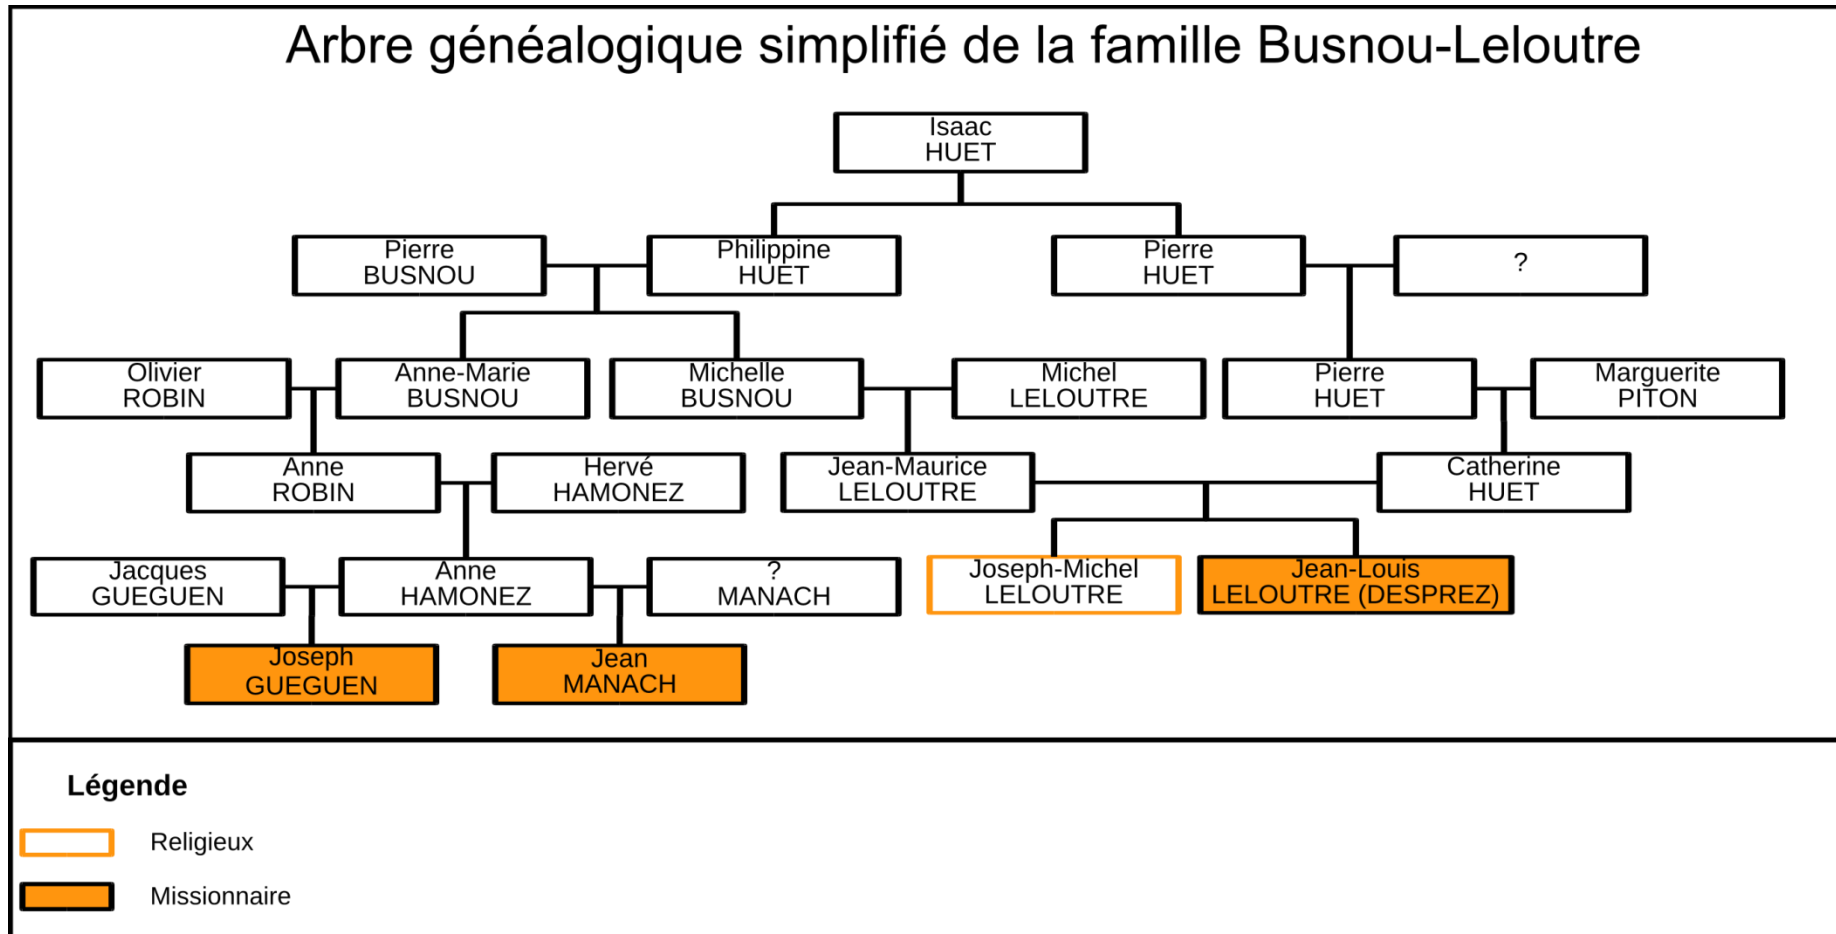 Arbre généalogique simplifié de la famille Busnou-Leloutre
Isaac
HUET
Pierre
BUSNOU
Philippine
HUET
Pierre
HUET
?
Olivier
ROBIN
Anne-Marie
BUSNOU
Michelle
BUSNOU
Michel
LELOUTRE
Pierre
HUET
Marguerite
PITON
Anne
ROBIN
Hervé
HAMONEZ
Jean-Maurice
LELOUTRE
Catherine
HUET
Jacques
GUEGUEN
Anne
HAMONEZ
?
MANACH
Joseph-Michel
LELOUTRE
Jean-Louis
LELOUTRE (DESPREZ)
Joseph
GUEGUEN
Jean
MANACH
Légende
Religieux
Missionnaire